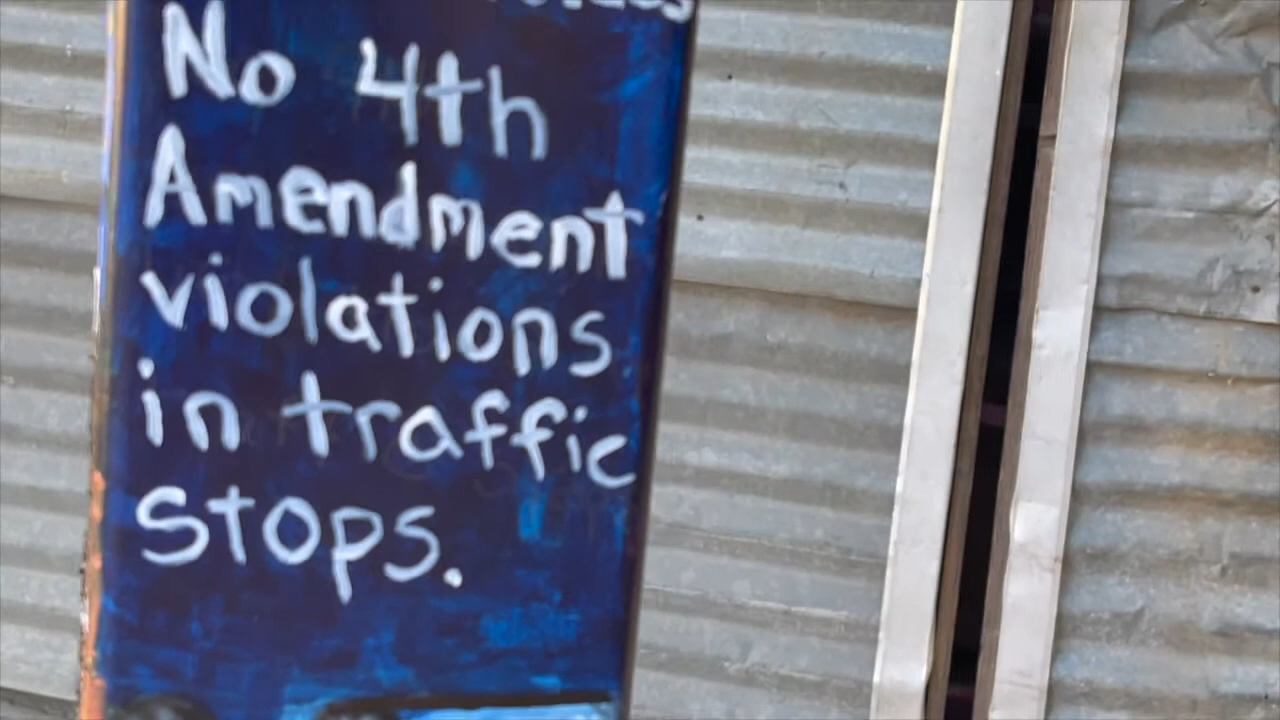 No 4th
Amendment
violations
in traffic
stops.